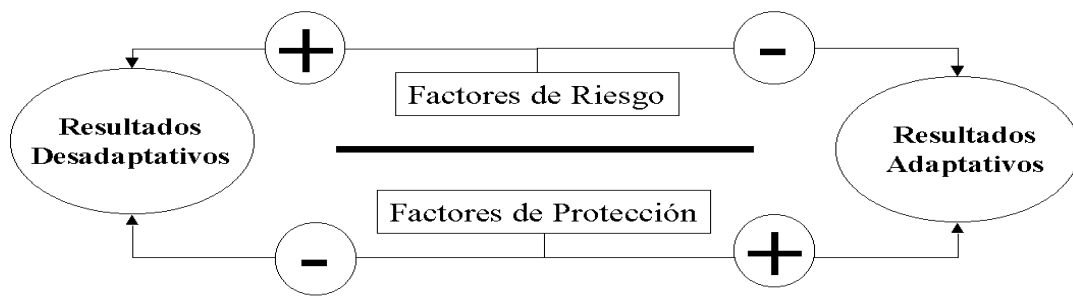 +
-
Factores de Riesgo
Resultados
Desadaptativos
Resultados
Adaptativos
Factores de Protección
-
+